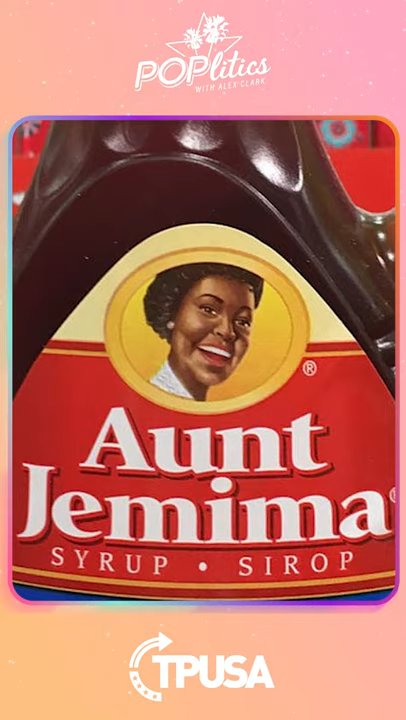 POPlitics
WITH ALEX CLARK
®
Aunt
Jemima®
SYRUP • SIROP
TPUSA